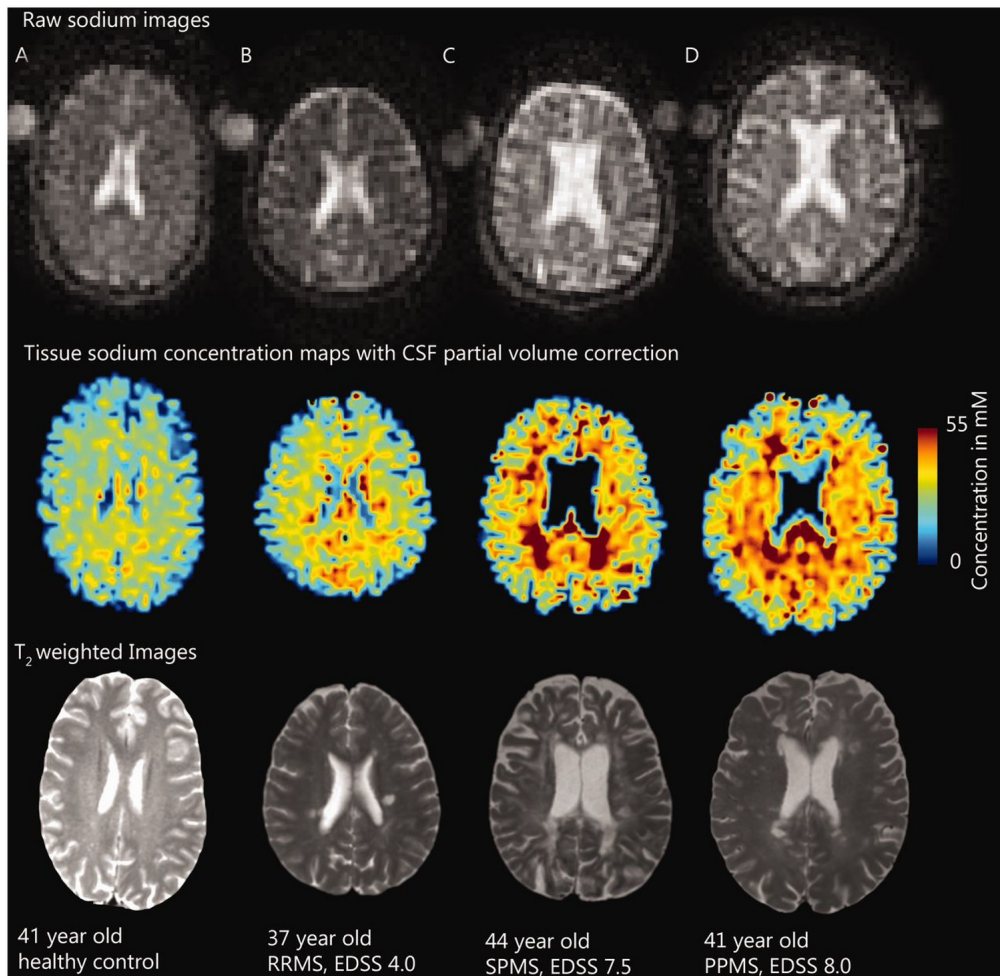 Raw sodium images
A
B
C
D
Tissue sodium concentration maps with CSF partial volume correction
55
0
Concentration in mM
T2 weighted Images
41 year old
healthy control
37 year old
RRMS, EDSS 4.0
44 year old
SPMS, EDSS 7.5
41 year old
PPMS, EDSS 8.0